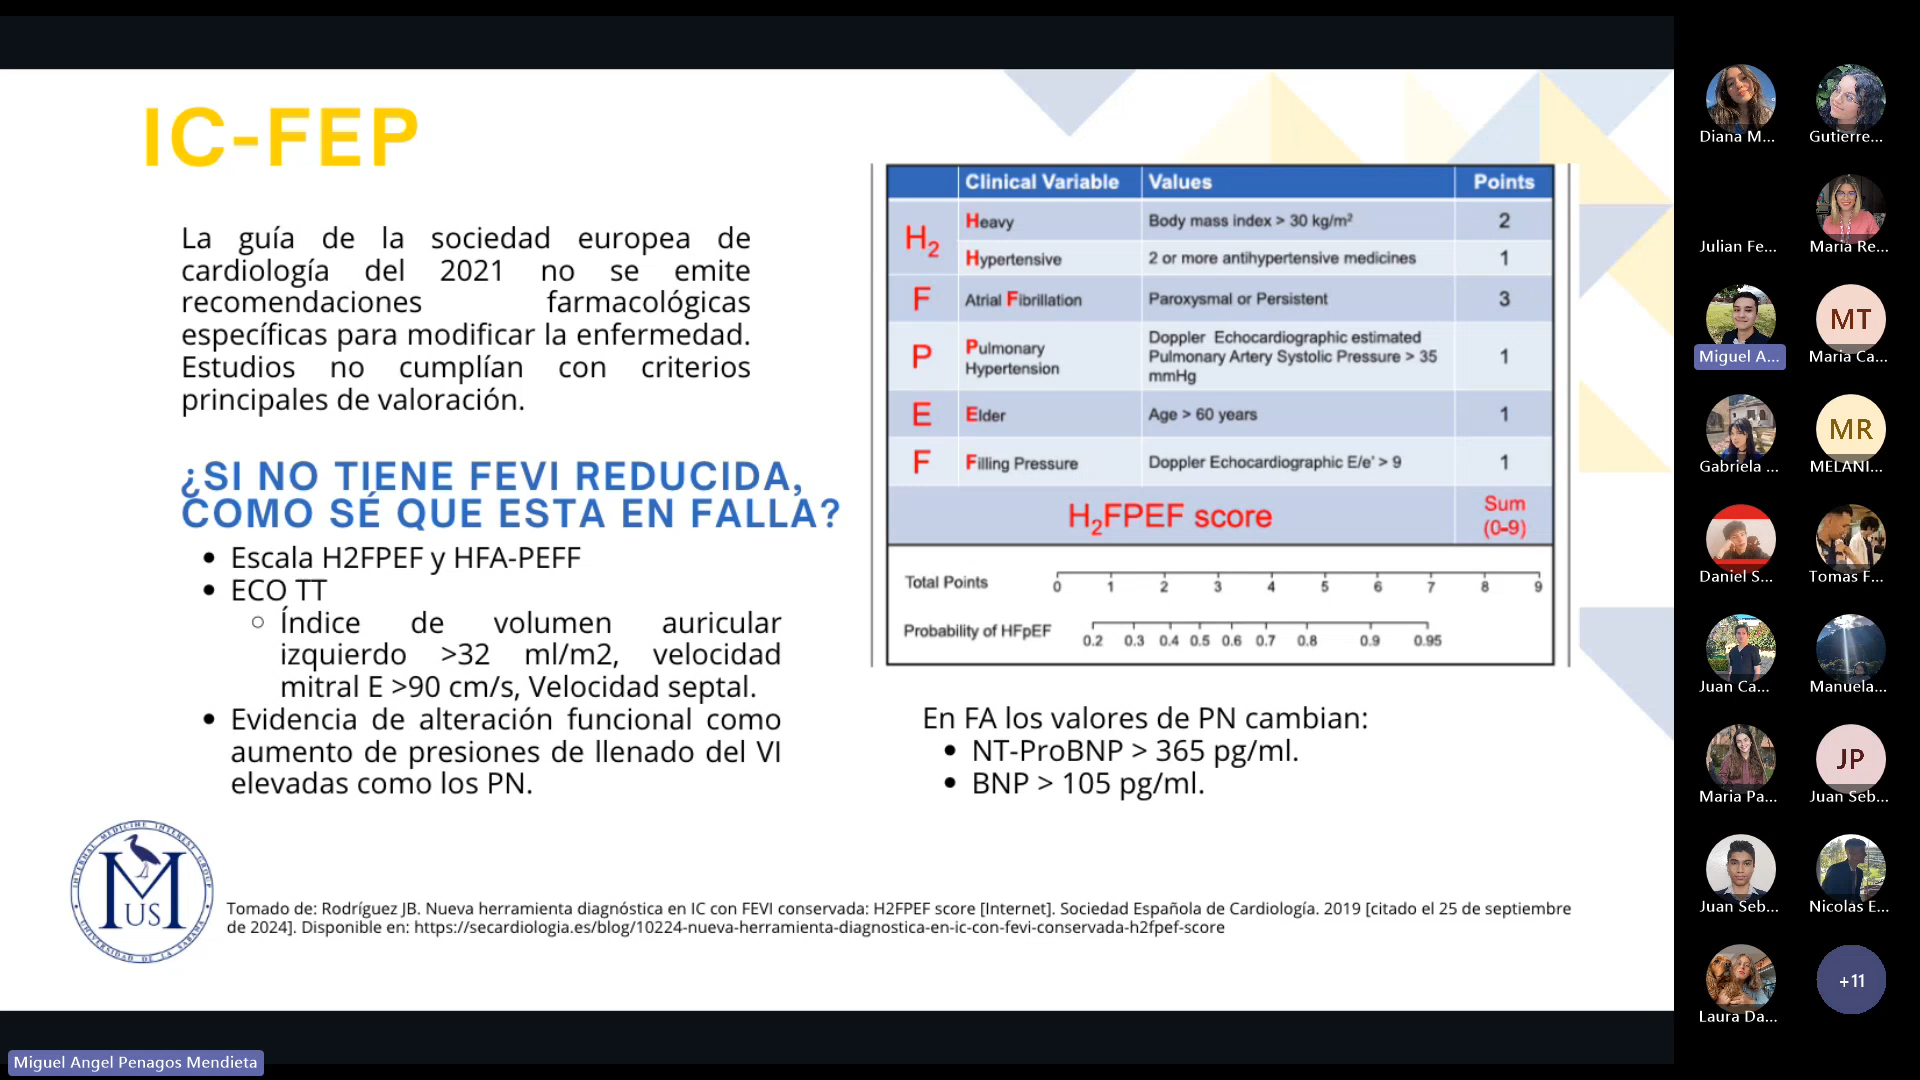 IC-FEP
La guía de la sociedad europea de
cardiología del 2021 no se emite
recomendaciones farmacológicas
específicas para modificar la enfermedad.
Estudios no cumplían con criterios
principales de valoración.
¿SI NO TIENE FEVI REDUCIDA,
COMO SÉ QUE ESTA EN FALLA?
• Escala H2FPEF y HFA-PEFF
• ECO TT
○ Índice de volumen auricular
izquierdo >32 ml/m2, velocidad
mitral E >90 cm/s, Velocidad septal.
• Evidencia de alteración funcional como
aumento de presiones de llenado del VI
elevadas como los PN.
Clinical Variable Values Points
H2
Heavy Body mass index > 30 kg/m² 2
Hypertensive 2 or more antihypertensive medicines 1
F Atrial Fibrillation Paroxysmal or Persistent 3
P Pulmonary Hypertension Doppler Echocardiographic estimated
Pulmonary Artery Systolic Pressure > 35
mmHg 1
E Elder Age > 60 years 1
F Filling Pressure Doppler Echocardiographic E/e' > 9 1
H2FPEF score Sum
(0-9)
Total Points 0 1 2 3 4 5 6 7 8 9
Probability of HFpEF 0.2 0.3 0.4 0.5 0.6 0.7 0.8 0.9 0.95
En FA los valores de PN cambian:
• NT-ProBNP > 365 pg/ml.
• BNP > 105 pg/ml.
INTERNAL MEDICINE INTEREST GROUP
M
US
UNIVERSIDAD DE LA SABANA
Tomado de: Rodríguez JB. Nueva herramienta diagnóstica en IC con FEVI conservada: H2FPEF score [Internet]. Sociedad Española de Cardiología. 2019 [citado el 25 de septiembre
de 2024]. Disponible en: https://secardiologia.es/blog/10224-nueva-herramienta-diagnostica-en-ic-con-fevi-conservada-h2fpef-score
Miguel Angel Penagos Mendieta
Diana M... Gutierre...
Julian Fe... Maria Re...
MT
Miguel A... Maria Ca...
MR
Gabriela ... MELANI...
Daniel S... Tomas F...
Juan Ca... Manuela...
JP
Maria Pa... Juan Seb...
Juan Seb... Nicolas E...
+11
Laura Da...